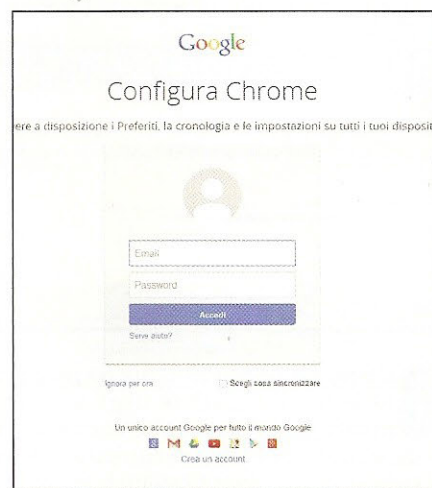 Google
Configura Chrome
ere a disposizione i Preferiti, la cronologia e le impostazioni su tutti i tuoi disposit
Email
Password
Accedi
Serve aiuto?
Ignora per ora
Scegli cosa sincronizzare
Un unico account Google per tutto il mondo Google
Crea un account